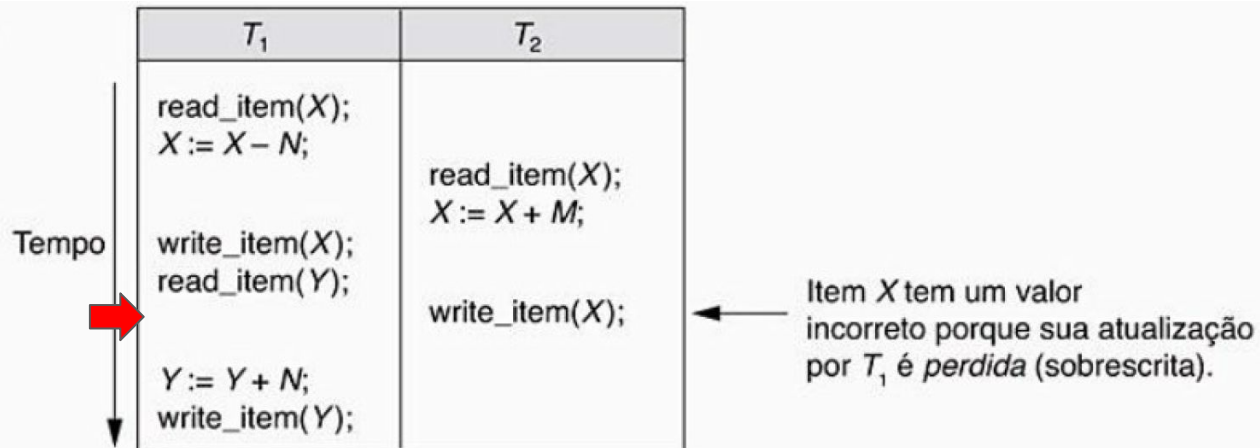 T₁ T₂
read_item(X);
X := X – N;
read_item(X);
X := X + M;
Tempo
write_item(X);
read_item(Y);
write_item(X);
Item X tem um valor
incorreto porque sua atualização
por T₁ é perdida (sobrescrita).
Y := Y + N;
write_item(Y);